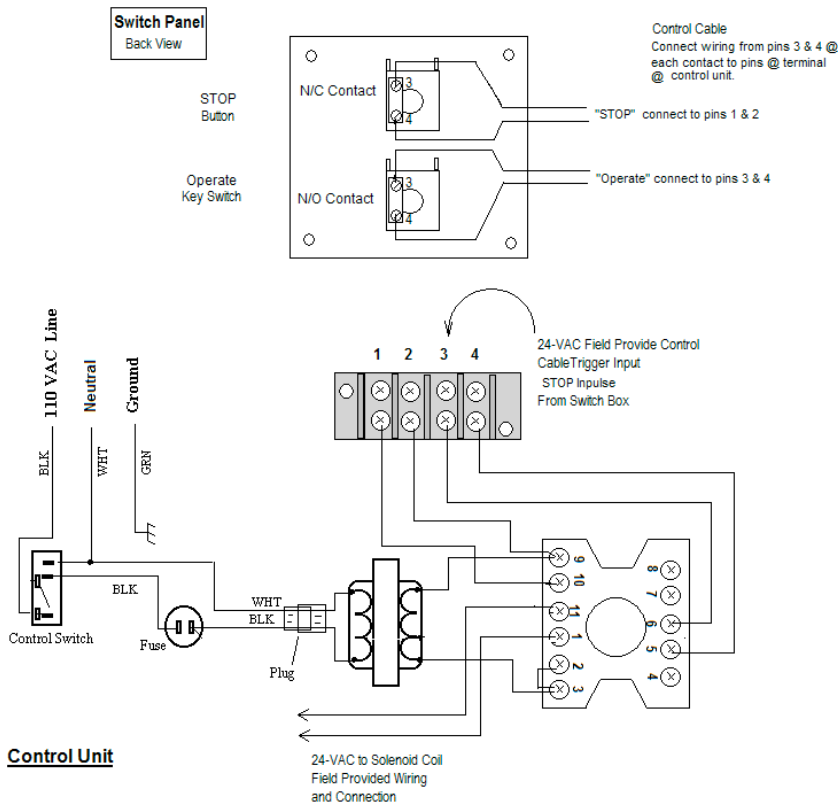 Switch Panel
Back View
Control Cable
Connect wiring from pins 3 & 4 @
each contact to pins @ terminal
@ control unit.
STOP
Button
N/C Contact
3
4
"STOP" connect to pins 1 & 2
Operate
Key Switch
N/O Contact
3
4
"Operate" connect to pins 3 & 4
110 VAC Line
Neutral
Ground
BLK
WHT
GRN
1 2 3 4
24-VAC Field Provide Control
CableTrigger Input
STOP Inpulse
From Switch Box
Control Switch
BLK
Fuse
WHT
BLK
Plug
9
10
11
1
2
3
8
7
6
5
4
24-VAC to Solenoid Coil
Field Provided Wiring
and Connection
Control Unit